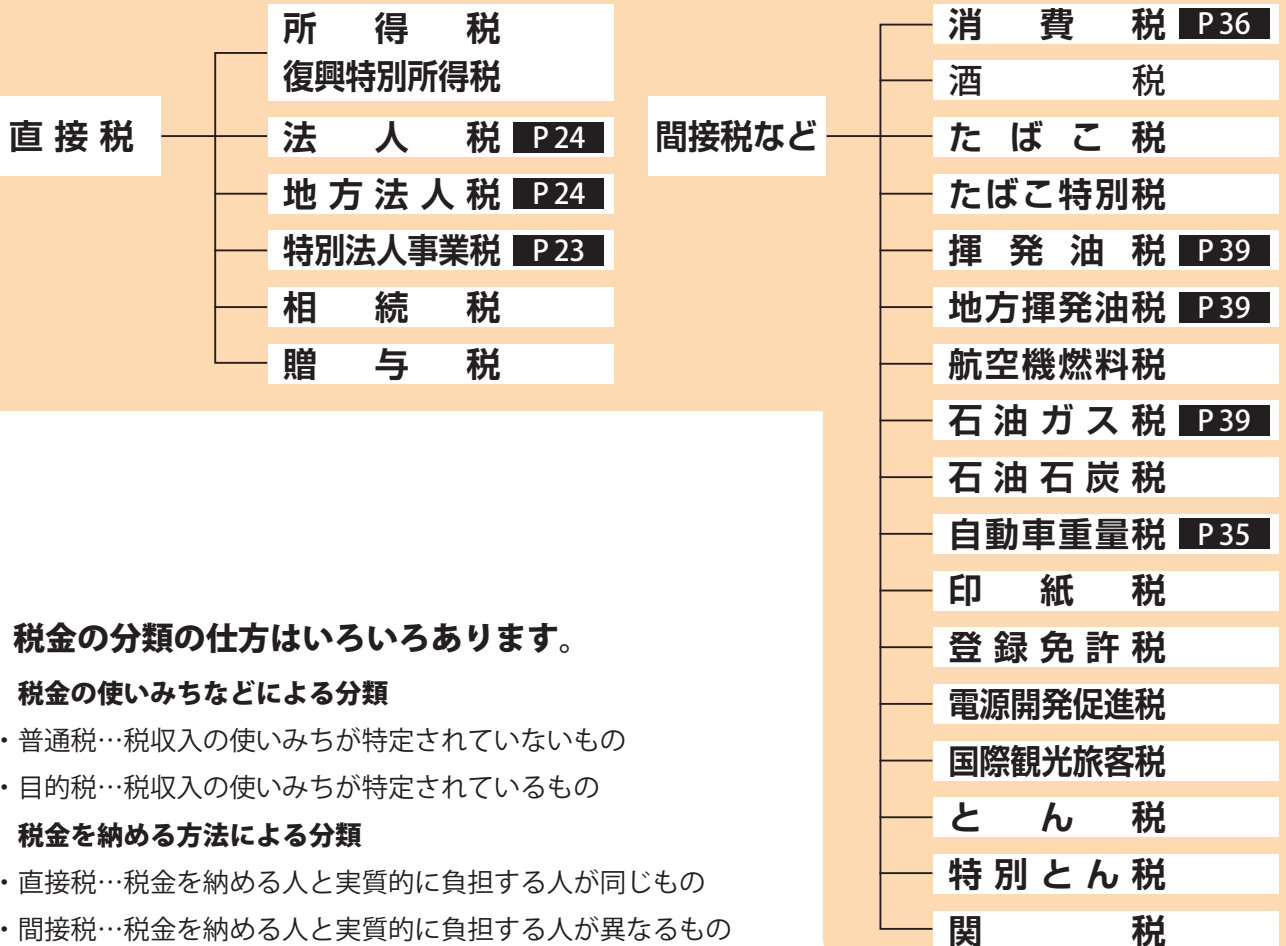 直接税
所得税
復興特別所得税
法人税 P24
地方法人税 P24
特別法人事業税 P23
相続税
贈与税
間接税など
消費税 P36
酒税
たばこ税
たばこ特別税
揮発油税 P39
地方揮発油税 P39
航空機燃料税
石油ガス税 P39
石油石炭税
自動車重量税 P35
印紙税
登録免許税
電源開発促進税
国際観光旅客税
とん税
特別とん税
関税
税金の分類の仕方はいろいろあります。
税金の使いみちなどによる分類
・普通税…税収入の使いみちが特定されていないもの
・目的税…税収入の使いみちが特定されているもの
税金を納める方法による分類
・直接税…税金を納める人と実質的に負担する人が同じもの
・間接税…税金を納める人と実質的に負担する人が異なるもの